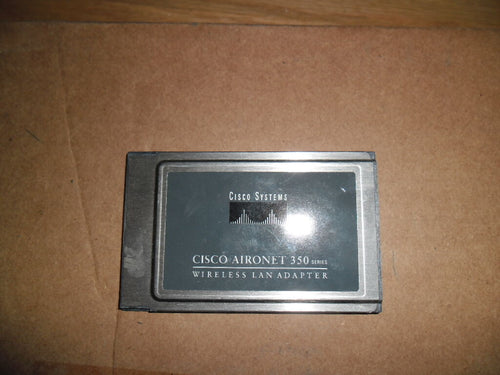 CISCO SYSTEMS
CISCO AIRONET 350 SERIES
WIRELESS LAN ADAPTER